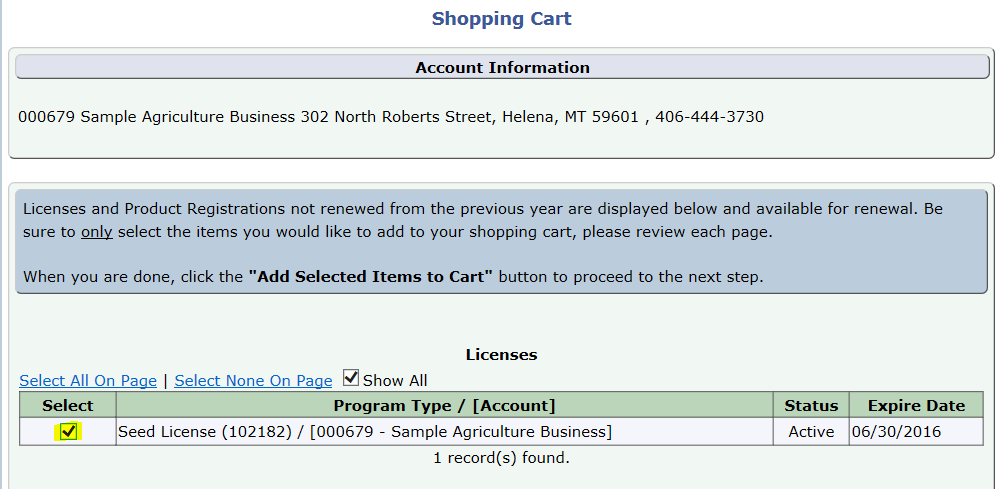 Shopping Cart
Account Information
000679 Sample Agriculture Business 302 North Roberts Street, Helena, MT 59601 , 406-444-3730
Licenses and Product Registrations not renewed from the previous year are displayed below and available for renewal. Be
sure to only select the items you would like to add to your shopping cart, please review each page.
When you are done, click the "Add Selected Items to Cart" button to proceed to the next step.
Licenses
Select All On Page | Select None On Page Show All
Select Program Type / [Account] Status Expire Date
Seed License (102182) / [000679 - Sample Agriculture Business] Active 06/30/2016
1 record(s) found.